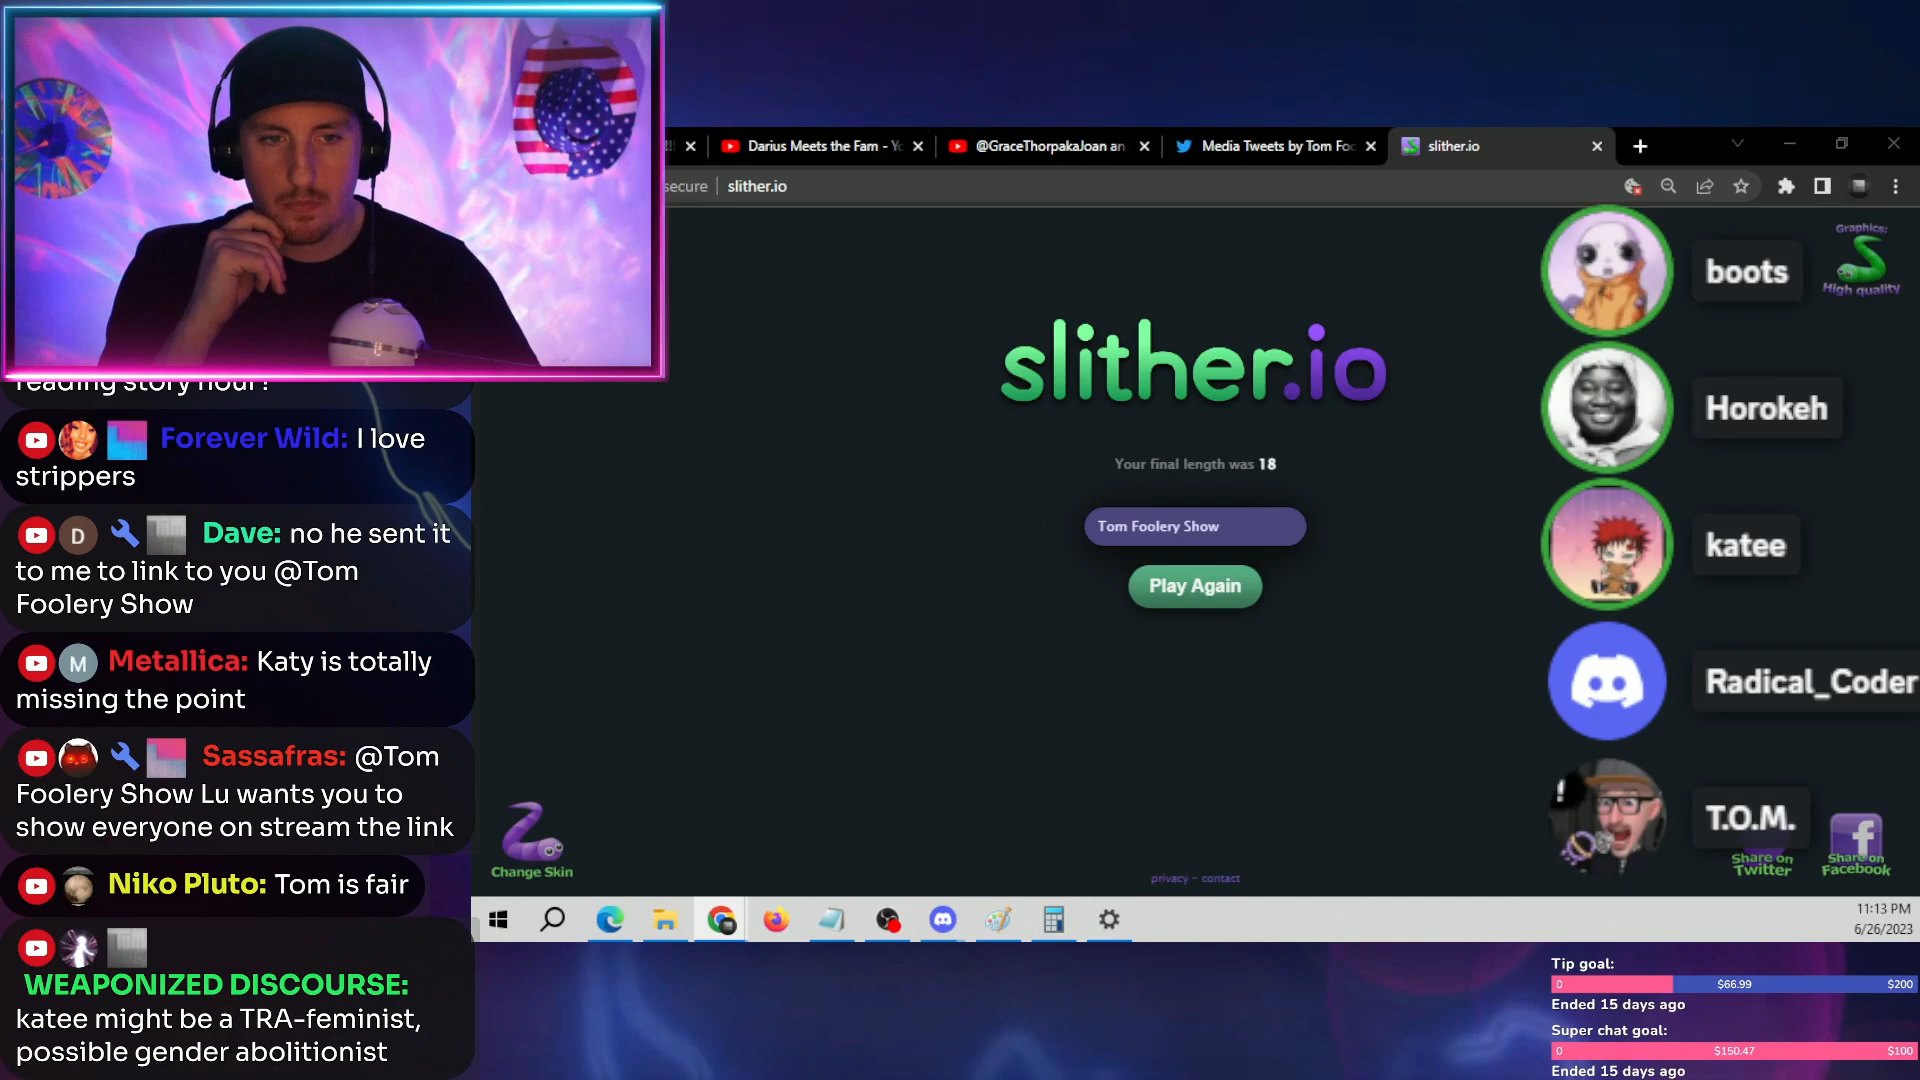 Darius Meets the Fam - Yo
@GraceThorpakaJoan an
Media Tweets by Tom Foo
slither.io
secure
slither.io
Graphics:
High quality
boots
Horokeh
katee
Radical_Coder
T.O.M.
slither.io
Your final length was 18
Tom Foolery Show
Play Again
Change Skin
privacy - contact
Share on
Twitter
Share on
Facebook
11:13 PM
6/26/2023
reading story hour?
Forever Wild: I love
strippers
D
Dave: no he sent it
to me to link to you @Tom
Foolery Show
M
Metallica: Katy is totally
missing the point
Sassafras: @Tom
Foolery Show Lu wants you to
show everyone on stream the link
Niko Pluto: Tom is fair
WEAPONIZED DISCOURSE:
katee might be a TRA-feminist,
possible gender abolitionist
Tip goal:
0 $66.99 $200
Ended 15 days ago
Super chat goal:
0 $150.47 $100
Ended 15 days ago